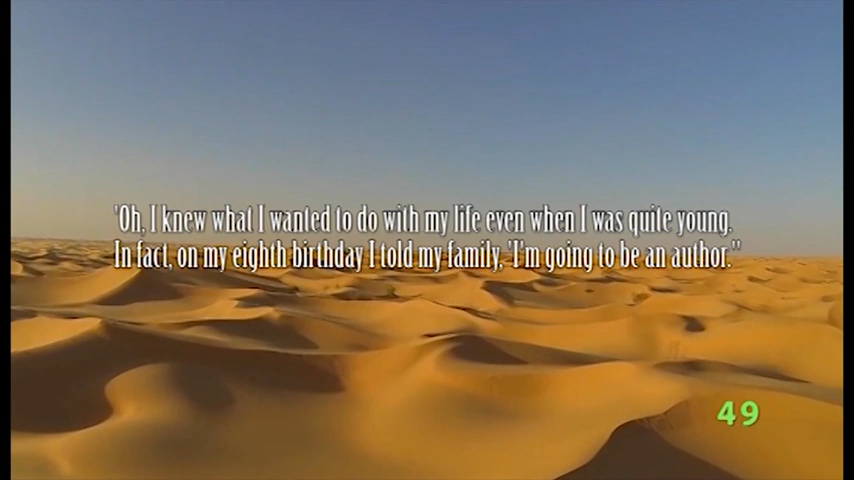 'Oh, I knew what I wanted to do with my life even when I was quite young.
In fact, on my eighth birthday I told my family, 'I'm going to be an author.''
49